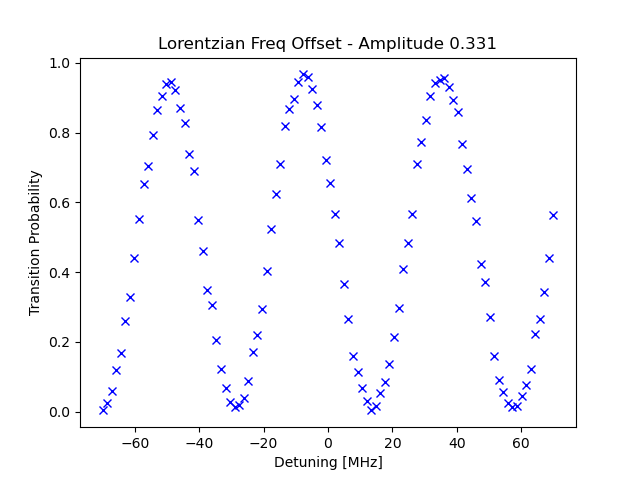 Lorentzian Freq Offset - Amplitude 0.331
Transition Probability
1.0
0.8
0.6
0.4
0.2
0.0
−60 −40 −20 0 20 40 60
Detuning [MHz]